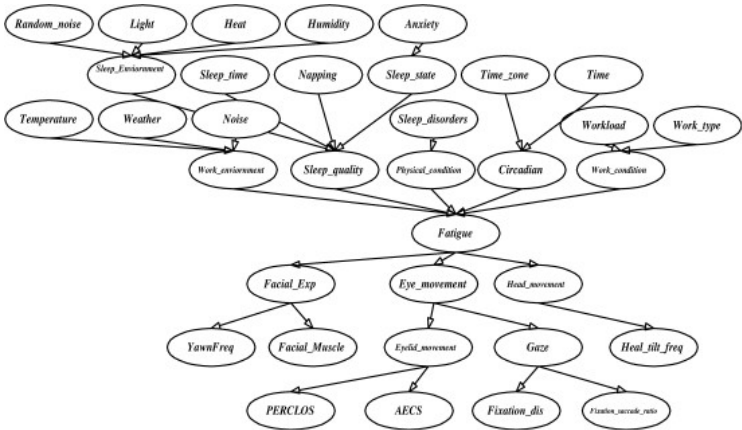 Random_noise Light Heat Humidity Anxiety
Sleep_Enviornment Sleep_time Napping Sleep_state Time_zone Time
Temperature Weather Noise Sleep_disorders Workload Work_type
Work_enviornment Sleep_quality Physical_condition Circadian Work_condition
Fatigue
Facial_Exp Eye_movement Head_movement
YawnFreq Facial_Muscle Eyelid_movement Gaze Heal_tilt_freq
PERCLOS AECS Fixation_dis Fixation_saccade_ratio